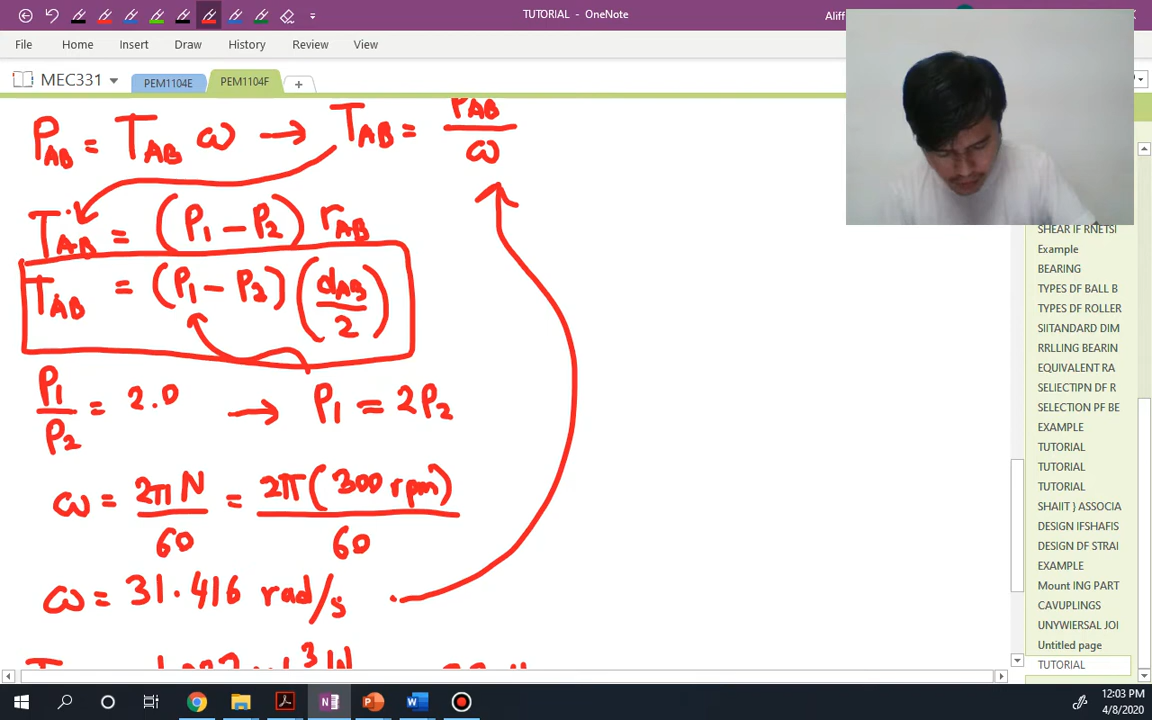 TUTORIAL - OneNote
Aliff
File Home Insert Draw History Review View
MEC331 PEM1104E PEM1104F
P_AB = T_AB ω → T_AB = P_AB / ω
T_AB = (P1 - P2) r_AB
T_AB = (P1 - P2) (d_AB / 2)
P1 / P2 = 2.0 → P1 = 2P2
ω = 2πN / 60 = 2π(300 rpm) / 60
ω = 31.416 rad/s
SHEAR IF RNETSI
Example
BEARING
TYPES DF BALL B
TYPES DF ROLLER
SIITANDARD DIM
RRLLING BEARIN
EQUIVALENT RA
SELIECTIPN DF R
SELECTION PF BE
EXAMPLE
TUTORIAL
TUTORIAL
TUTORIAL
SHAIIT } ASSOCIA
DESIGN IFSHAFIS
DESIGN DF STRAI
EXAMPLE
Mount ING PART
CAVUPLINGS
UNYWIERSAL JOI
Untitled page
TUTORIAL
12:03 PM
4/8/2020